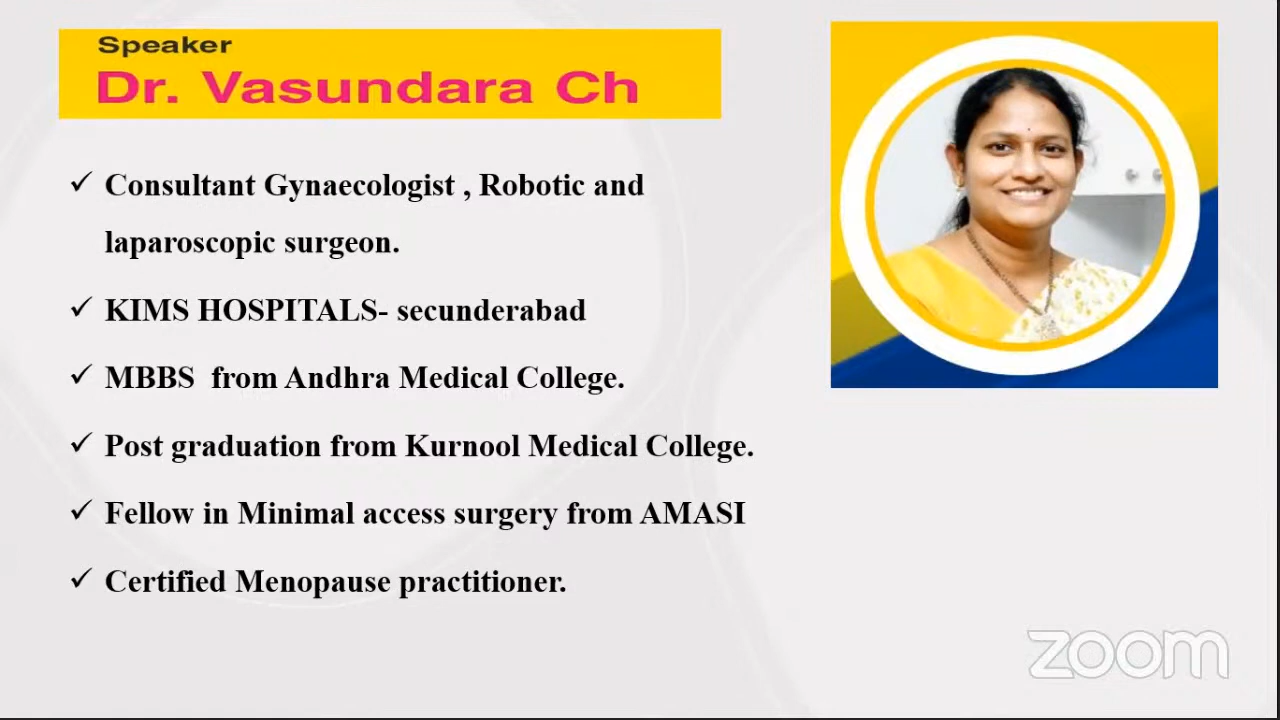 Speaker
Dr. Vasundara Ch
✓ Consultant Gynaecologist , Robotic and
laparoscopic surgeon.
✓ KIMS HOSPITALS- secunderabad
✓ MBBS from Andhra Medical College.
✓ Post graduation from Kurnool Medical College.
✓ Fellow in Minimal access surgery from AMASI
✓ Certified Menopause practitioner.
zoom